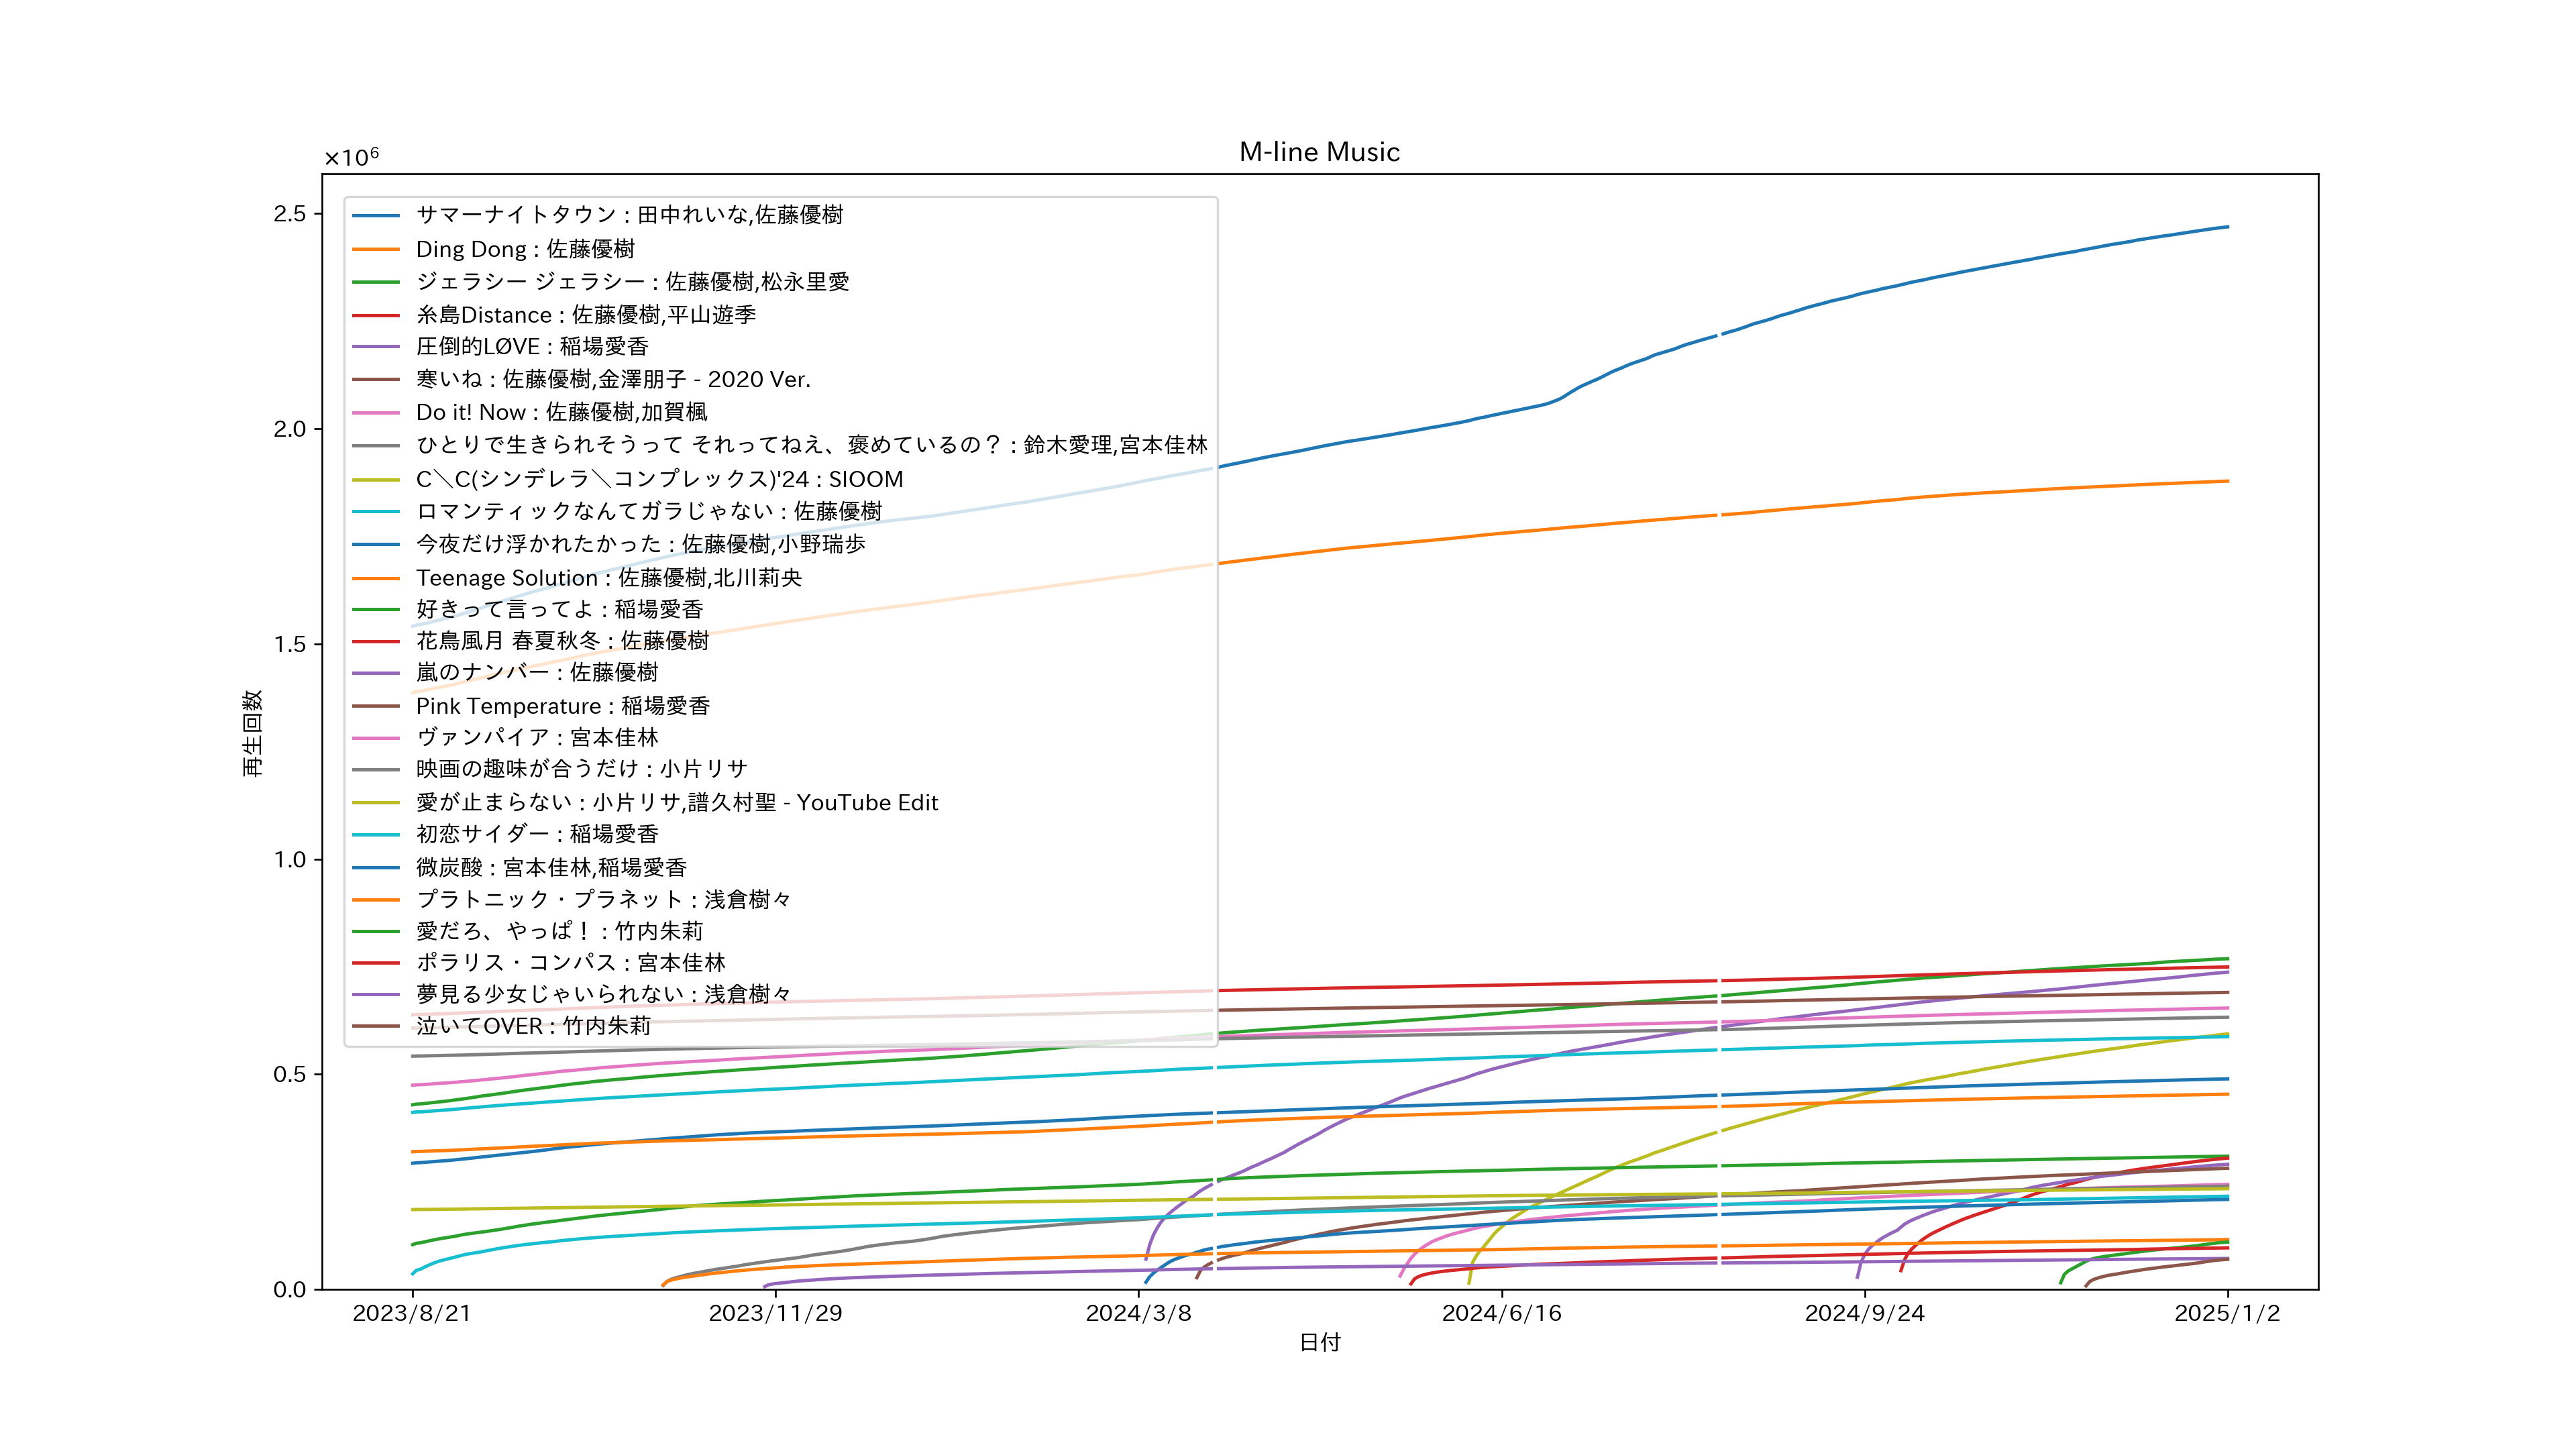 M-line Music
×10⁶
2.5
2.0
1.5
1.0
0.5
0.0
再生回数
サマーナイトタウン : 田中れいな,佐藤優樹
Ding Dong : 佐藤優樹
ジェラシー ジェラシー : 佐藤優樹,松永里愛
糸島Distance : 佐藤優樹,平山遊季
圧倒的LØVE : 稲場愛香
寒いね : 佐藤優樹,金澤朋子 - 2020 Ver.
Do it! Now : 佐藤優樹,加賀楓
ひとりで生きられそうって それってねえ、褒めているの？ : 鈴木愛理,宮本佳林
C＼C(シンデレラ＼コンプレックス)'24 : SIOOM
ロマンティックなんてガラじゃない : 佐藤優樹
今夜だけ浮かれたかった : 佐藤優樹,小野瑞歩
Teenage Solution : 佐藤優樹,北川莉央
好きって言ってよ : 稲場愛香
花鳥風月 春夏秋冬 : 佐藤優樹
嵐のナンバー : 佐藤優樹
Pink Temperature : 稲場愛香
ヴァンパイア : 宮本佳林
映画の趣味が合うだけ : 小片リサ
愛が止まらない : 小片リサ,譜久村聖 - YouTube Edit
初恋サイダー : 稲場愛香
微炭酸 : 宮本佳林,稲場愛香
プラトニック・プラネット : 浅倉樹々
愛だろ、やっぱ！ : 竹内朱莉
ポラリス・コンパス : 宮本佳林
夢見る少女じゃいられない : 浅倉樹々
泣いてOVER : 竹内朱莉
2023/8/21
2023/11/29
2024/3/8
2024/6/16
2024/9/24
2025/1/2
日付